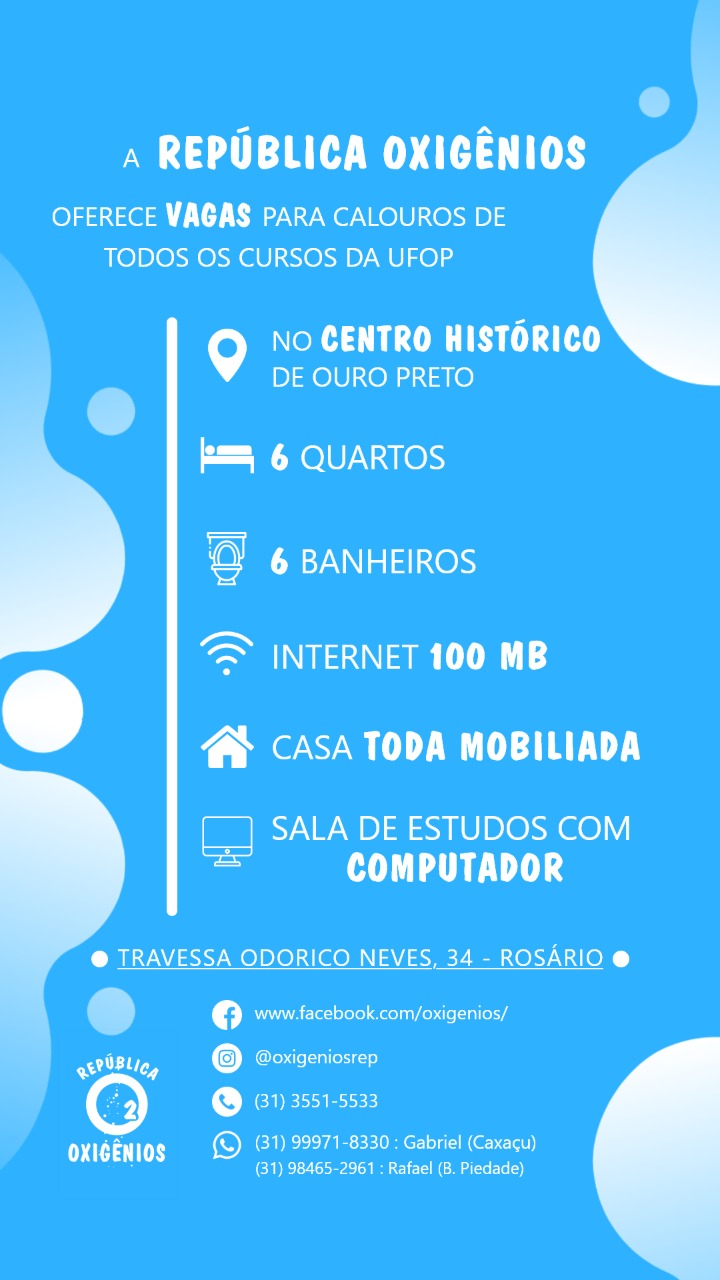 A REPÚBLICA OXIGÊNIOS
OFERECE VAGAS PARA CALOUROS DE
TODOS OS CURSOS DA UFOP
NO CENTRO HISTÓRICO
DE OURO PRETO
6 QUARTOS
6 BANHEIROS
INTERNET 100 MB
CASA TODA MOBILIADA
SALA DE ESTUDOS COM
COMPUTADOR
TRAVESSA ODORICO NEVES, 34 - ROSÁRIO
www.facebook.com/oxigenios/
@oxigeniosrep
(31) 3551-5533
(31) 99971-8330 : Gabriel (Caxaçu)
(31) 98465-2961 : Rafael (B. Piedade)
REPÚBLICA
O2
OXIGÊNIOS